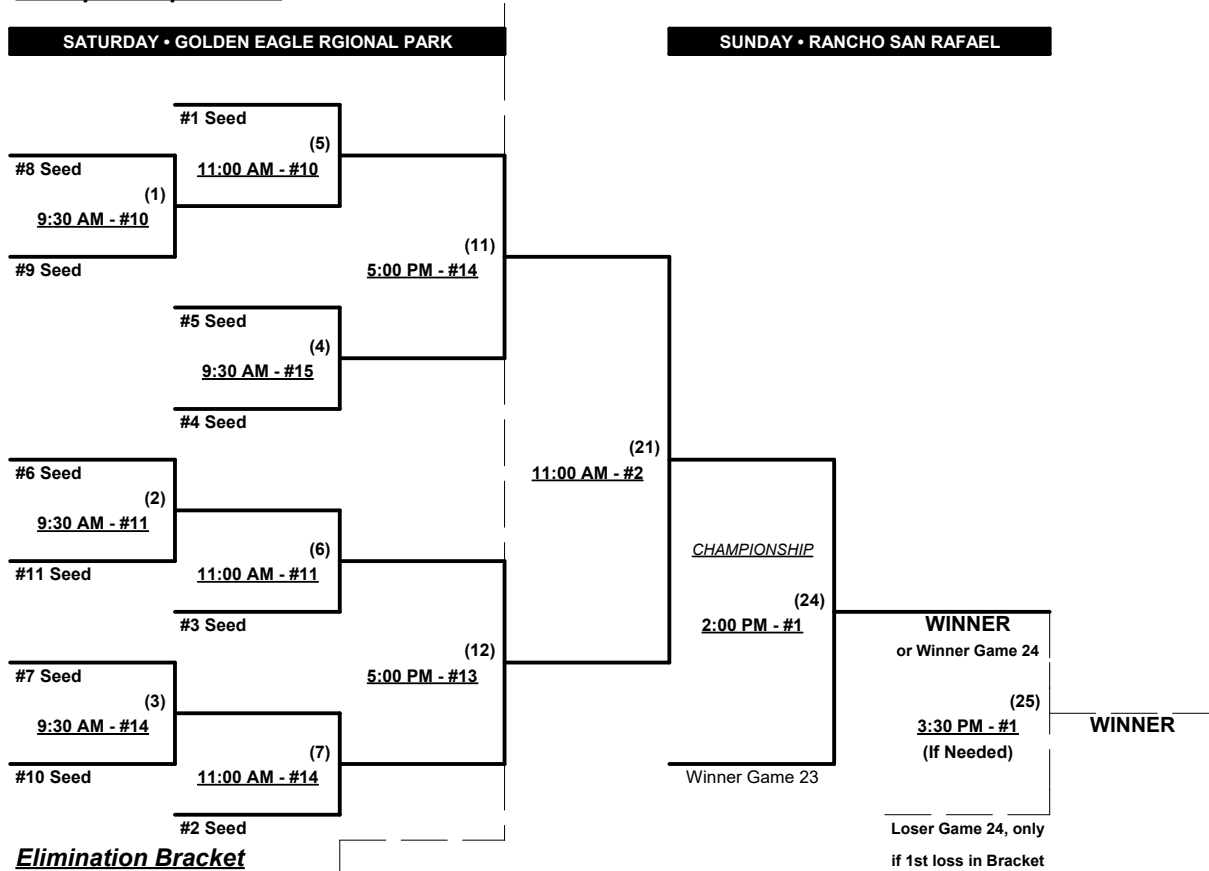 SATURDAY • GOLDEN EAGLE RGIONAL PARK
SUNDAY • RANCHO SAN RAFAEL
#1 Seed
(5)
#8 Seed
11:00 AM - #10
(1)
9:30 AM - #10
(11)
#9 Seed
5:00 PM - #14
#5 Seed
(4)
9:30 AM - #15
#4 Seed
(21)
#6 Seed
11:00 AM - #2
(2)
9:30 AM - #11
(6)
CHAMPIONSHIP
#11 Seed
11:00 AM - #11
(24)
#3 Seed
2:00 PM - #1
WINNER
(12)
or Winner Game 24
#7 Seed
5:00 PM - #13
(3)
(25)
9:30 AM - #14
3:30 PM - #1
WINNER
(7)
(If Needed)
#10 Seed
11:00 AM - #14
Winner Game 23
#2 Seed
Loser Game 24, only
Elimination Bracket
if 1st loss in Bracket